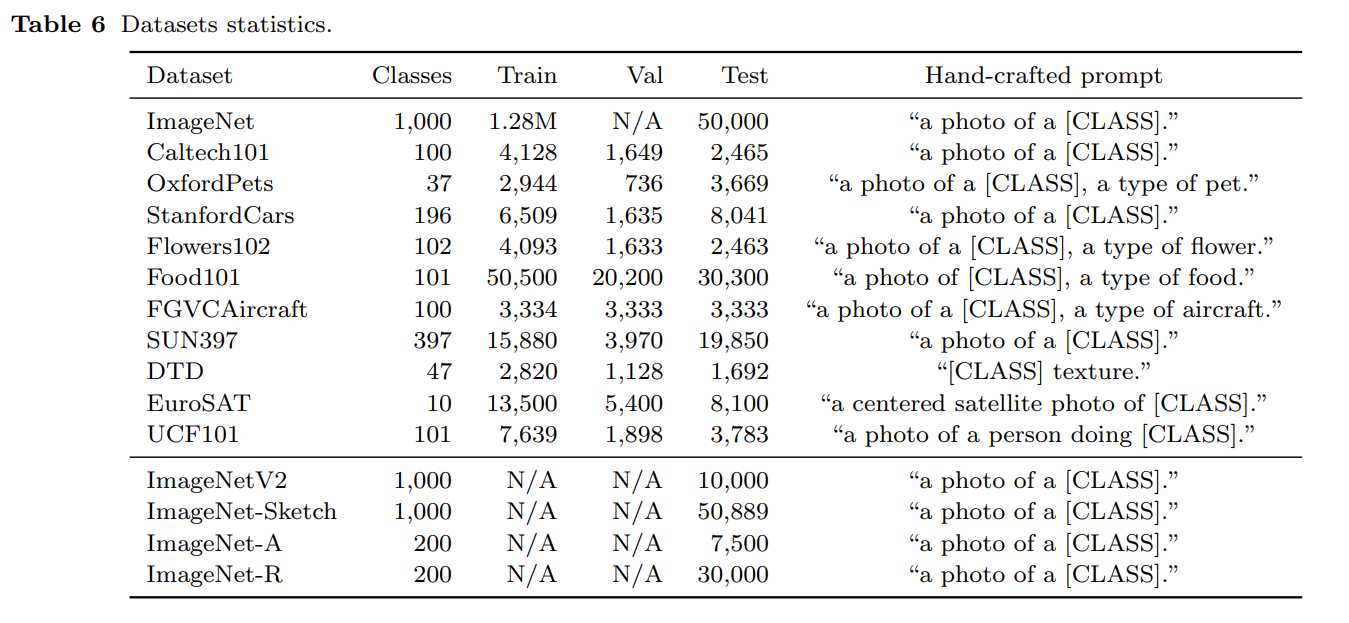 Table 6 Datasets statistics.
Dataset Classes Train Val Test Hand-crafted prompt
ImageNet 1,000 1.28M N/A 50,000 “a photo of a [CLASS].”
Caltech101 100 4,128 1,649 2,465 “a photo of a [CLASS].”
OxfordPets 37 2,944 736 3,669 “a photo of a [CLASS], a type of pet.”
StanfordCars 196 6,509 1,635 8,041 “a photo of a [CLASS].”
Flowers102 102 4,093 1,633 2,463 “a photo of a [CLASS], a type of flower.”
Food101 101 50,500 20,200 30,300 “a photo of [CLASS], a type of food.”
FGVCAircraft 100 3,334 3,333 3,333 “a photo of a [CLASS], a type of aircraft.”
SUN397 397 15,880 3,970 19,850 “a photo of a [CLASS].”
DTD 47 2,820 1,128 1,692 “[CLASS] texture.”
EuroSAT 10 13,500 5,400 8,100 “a centered satellite photo of [CLASS].”
UCF101 101 7,639 1,898 3,783 “a photo of a person doing [CLASS].”
ImageNetV2 1,000 N/A N/A 10,000 “a photo of a [CLASS].”
ImageNet-Sketch 1,000 N/A N/A 50,889 “a photo of a [CLASS].”
ImageNet-A 200 N/A N/A 7,500 “a photo of a [CLASS].”
ImageNet-R 200 N/A N/A 30,000 “a photo of a [CLASS].”